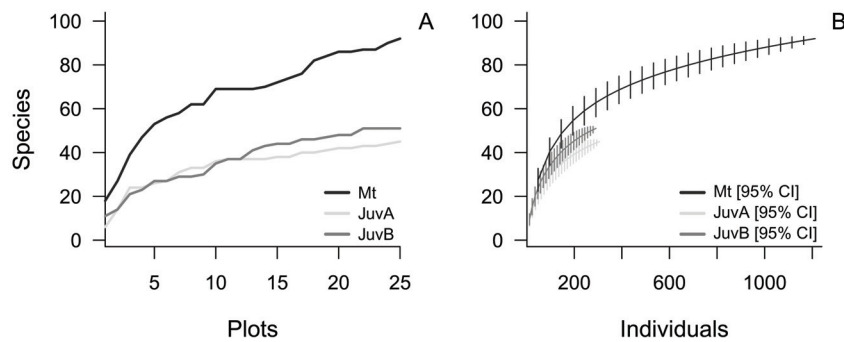 A
100
80
60
40
20
0
Species
5
10
15
20
25
Plots
Mt
JuvA
JuvB
B
100
80
60
40
20
0
200
600
1000
Individuals
Mt [95% CI]
JuvA [95% CI]
JuvB [95% CI]